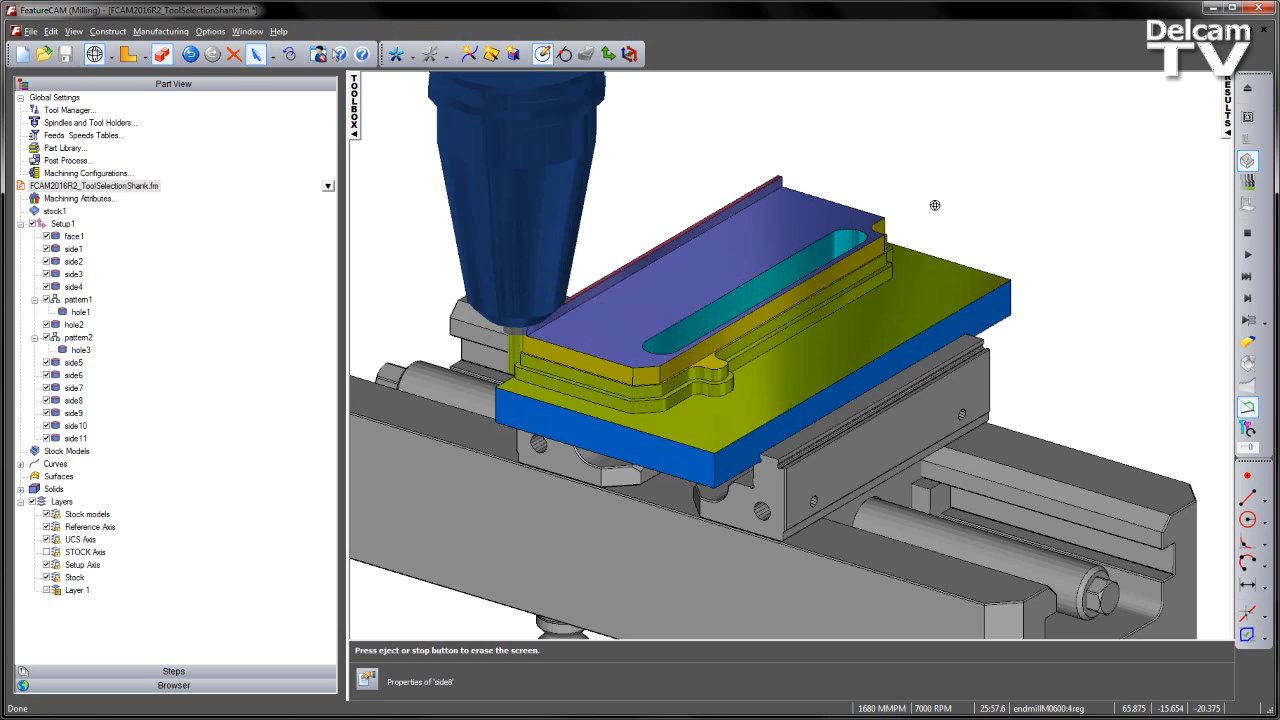 FeatureCAM (Milling) - [FCAM2016R2_ToolSelectionShank.fm *]
File Edit View Construct Manufacturing Options Window Help
Delcam
TV
Part View
TOOLBOX
RESULTS
Global Settings
Tool Manager...
Spindles and Tool Holders...
Feeds Speeds Tables...
Part Library...
Post Process...
Machining Configurations...
FCAM2016R2_ToolSelectionShank.fm
Machining Attributes...
stock1
Setup1
face1
side1
side2
side3
side4
pattern1
hole1
hole2
pattern2
hole3
side5
side6
side7
side8
side9
side10
side11
Stock Models
Curves
Surfaces
Solids
Layers
Stock models
Reference Axis
UCS Axis
STOCK Axis
Setup Axis
Stock
Layer 1
Press eject or stop button to erase the screen.
Steps
Properties of 'side8'
Browser
Done 1680 MMPM 7000 RPM 25:57.6 endmillM0600:4reg 65.875 -15.654 -20.375